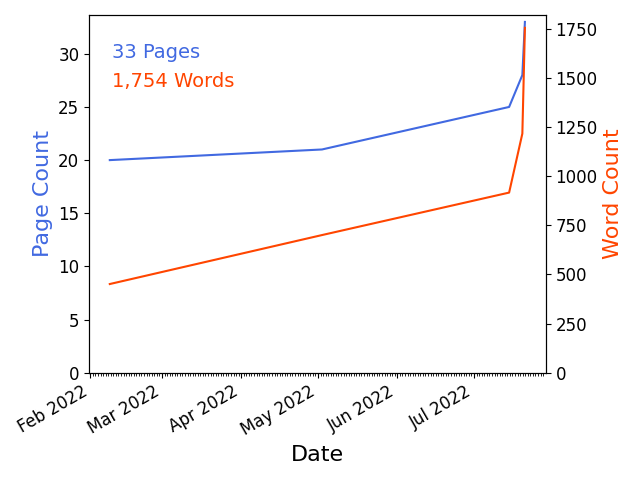 33 Pages
1,754 Words
Page Count
30
25
20
15
10
5
0
1750
1500
1250
1000
750
500
250
0
Word Count
Feb 2022
Mar 2022
Apr 2022
May 2022
Jun 2022
Jul 2022
Date